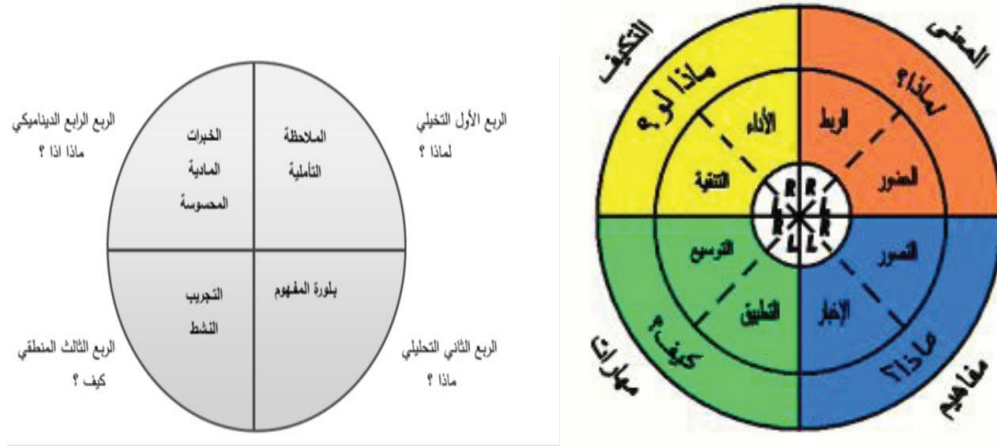 الربع الأول التخيلي
لماذا ؟
الملاحظة
التأملية
الخبرات
المادية
المحسوسة
الربع الرابع الديناميكي
ماذا اذا ؟
بلورة المفهوم
الربع الثاني التحليلي
ماذا ؟
التجريب
النشط
الربع الثالث المنطقي
كيف ؟
المعنى
لماذا؟
الربط
الحضور
التكيف
ماذا لو؟
الأداء
التنقية
R R
L L
R R
L L
التصور
الإخبار
ماذا؟
مفاهيم
التوسيع
التطبيق
كيف؟
مهارات